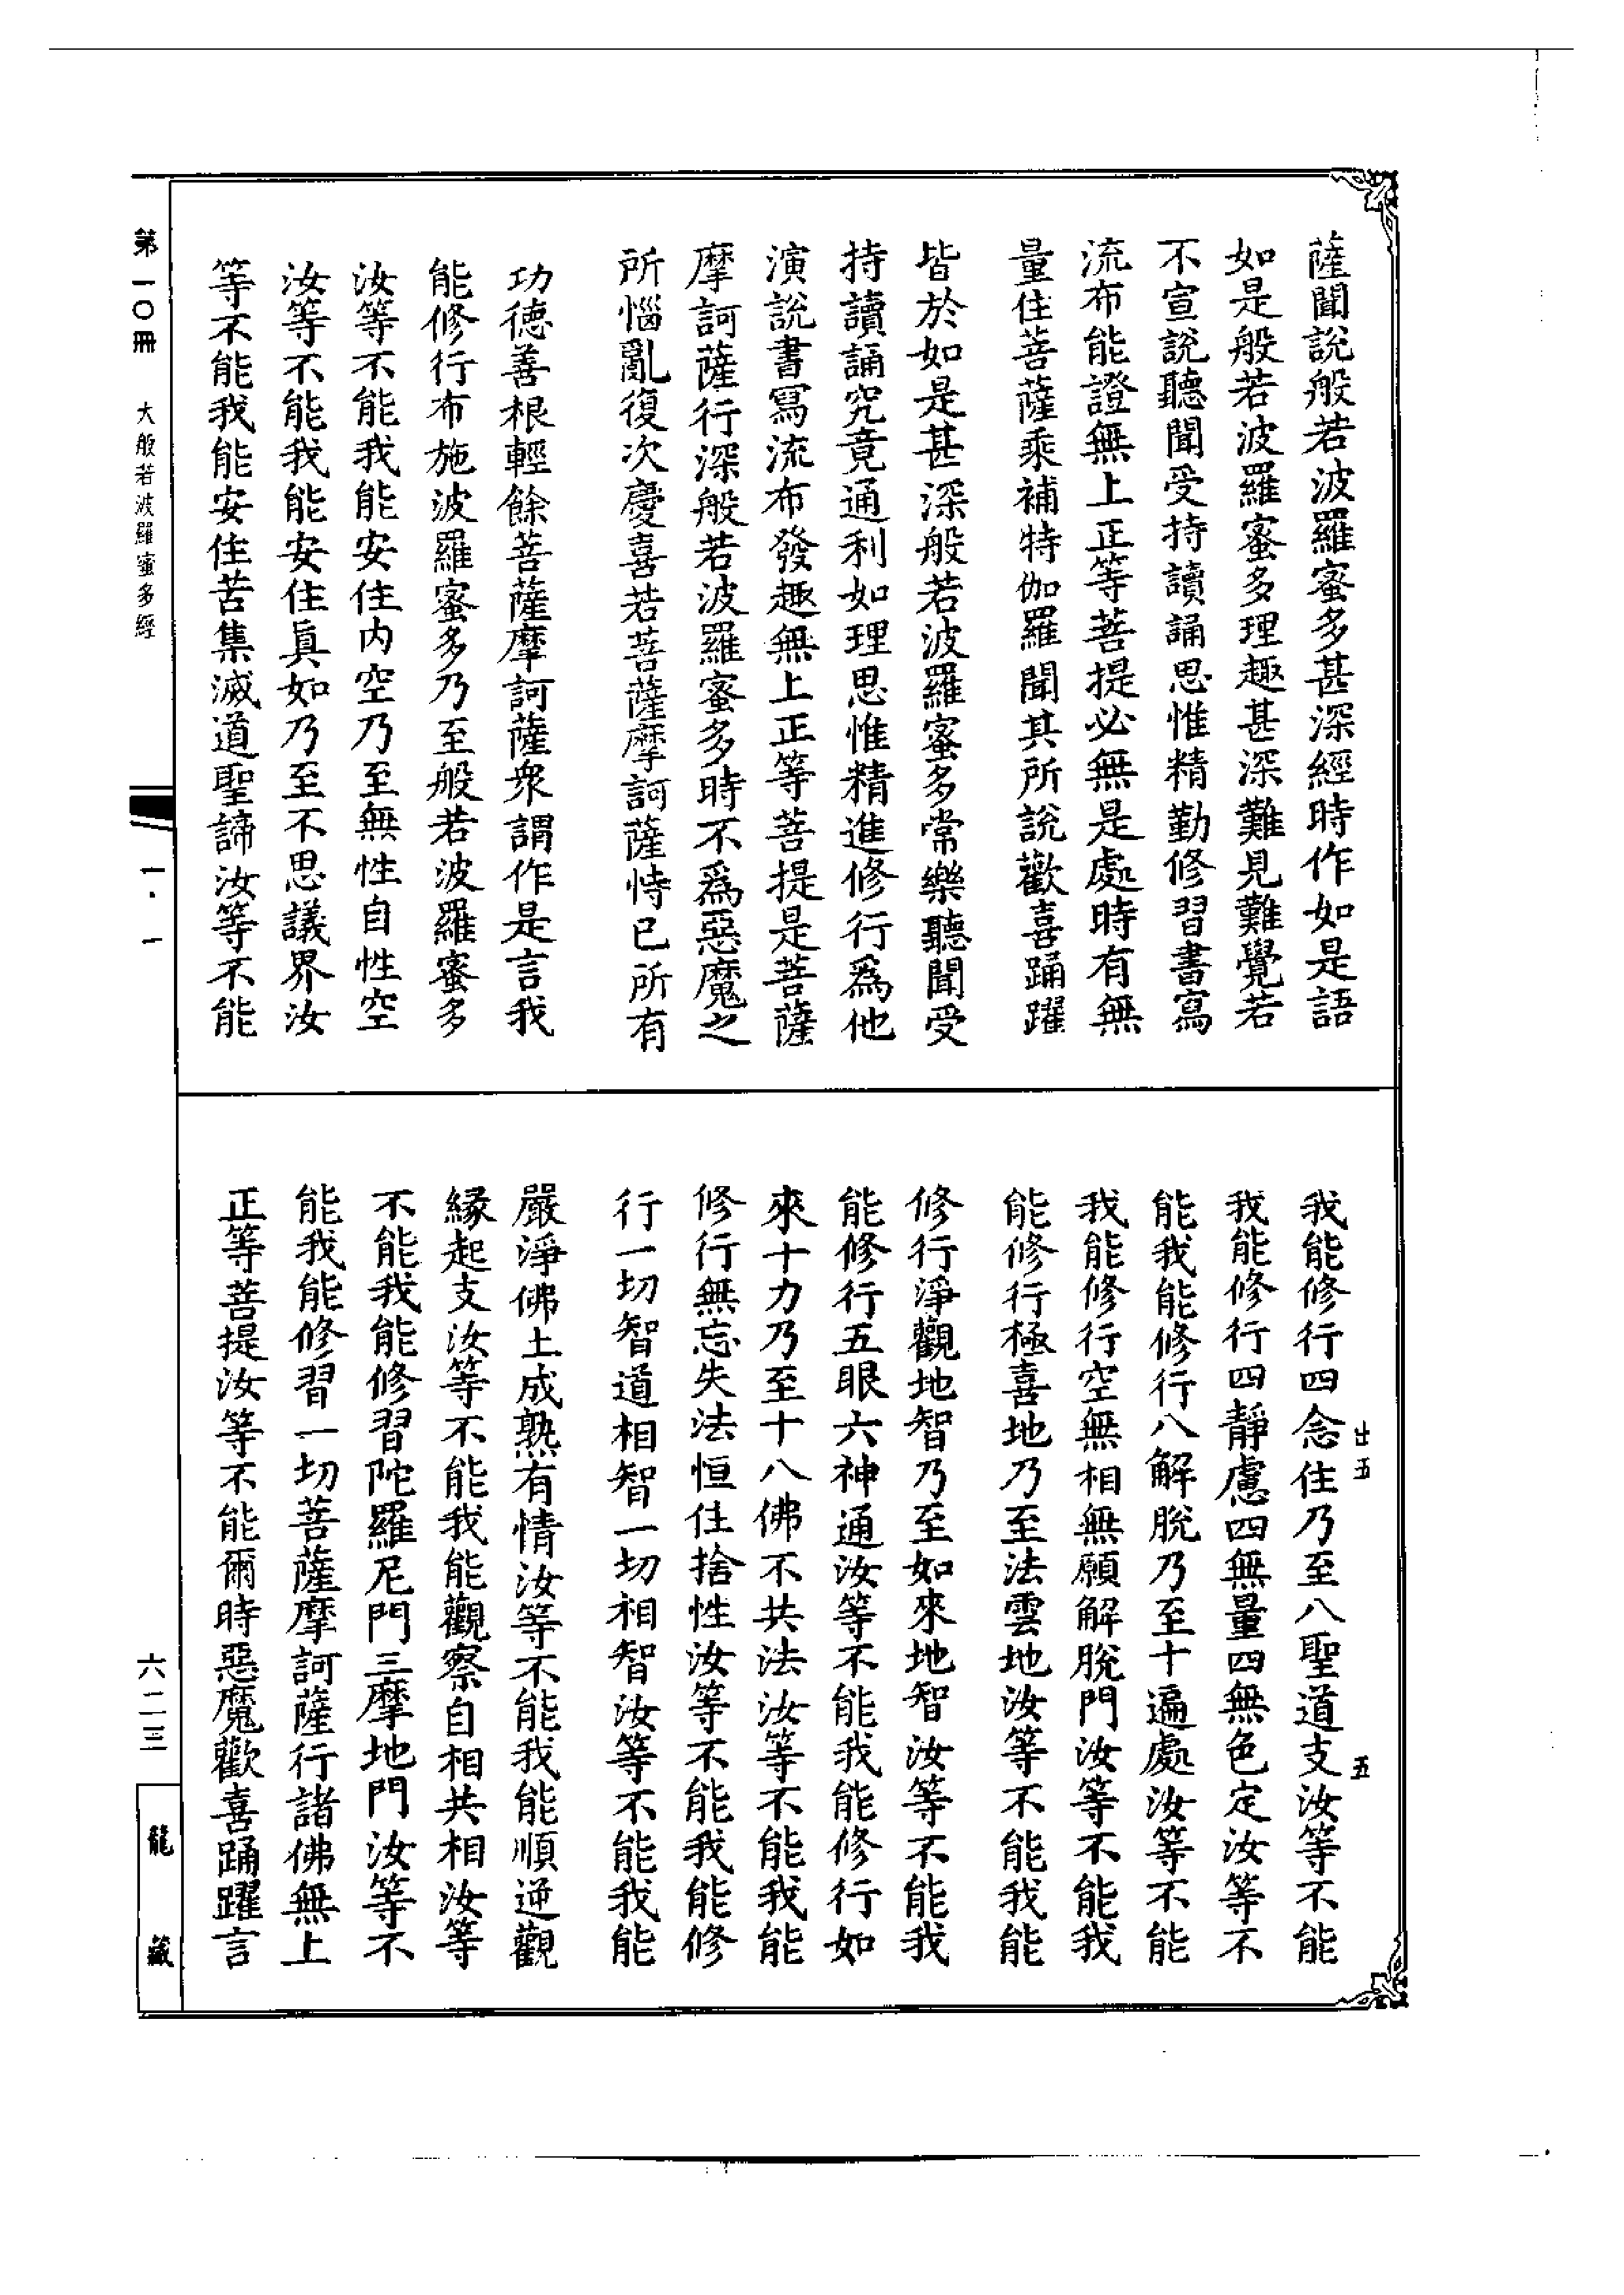 薩聞說般若波羅蜜多甚深經時作如是語
如是般若波羅蜜多理趣甚深難見難覺若
不宣說聽聞受持讀誦思惟精勤修習書寫
流布能證無上正等菩提必無是處時有無
量住菩薩乘補特伽羅聞其所說歡喜踊躍
皆於如是甚深般若波羅蜜多常樂聽聞受
持讀誦究竟通利如理思惟精進修行爲他
演說書寫流布發趣無上正等菩提是菩薩
摩訶薩行深般若波羅蜜多時不爲惡魔之
所惱亂復次慶喜若菩薩摩訶薩恃已所有
功德善根輕餘菩薩摩訶薩衆謂作是言我
能修行布施波羅蜜多乃至般若波羅蜜多
汝等不能我能安住内空乃至無性自性空
汝等不能我能安住眞如乃至不思議界汝
等不能我能安住苦集滅道聖諦汝等不能
我能修行四念住乃至八聖道支汝等不能
我能修行四靜慮四無量四無色定汝等不
能我能修行八解脫乃至十遍處汝等不能
我能修行空無相無願解脫門汝等不能我
能修行極喜地乃至法雲地汝等不能我能
修行淨觀地智乃至如來地智汝等不能我
能修行五眼六神通汝等不能我能修行如
來十力乃至十八佛不共法汝等不能我能
修行無忘失法恒住捨性汝等不能我能修
行一切智道相智一切相智汝等不能我能
嚴淨佛土成熟有情汝等不能我能順逆觀
緣起支汝等不能我能觀察自相共相汝等
不能我能修習陀羅尼門三摩地門汝等不
能我能修習一切菩薩摩訶薩行諸佛無上
正等菩提汝等不能爾時惡魔歡喜踊躍言
五
五
第一〇冊 大般若波羅蜜多經
一·一
六二三
龍藏